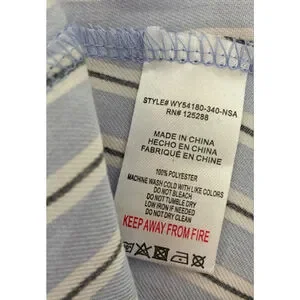 STYLE# WY54180-340-NSA
RN# 125288
MADE IN CHINA
HECHO EN CHINA
FABRIQUÉ EN CHINE
100% POLYESTER
MACHINE WASH COLD WITH LIKE COLORS
DO NOT BLEACH
DO NOT TUMBLE DRY
LOW IRON IF NEEDED
DO NOT DRY CLEAN
KEEP AWAY FROM FIRE